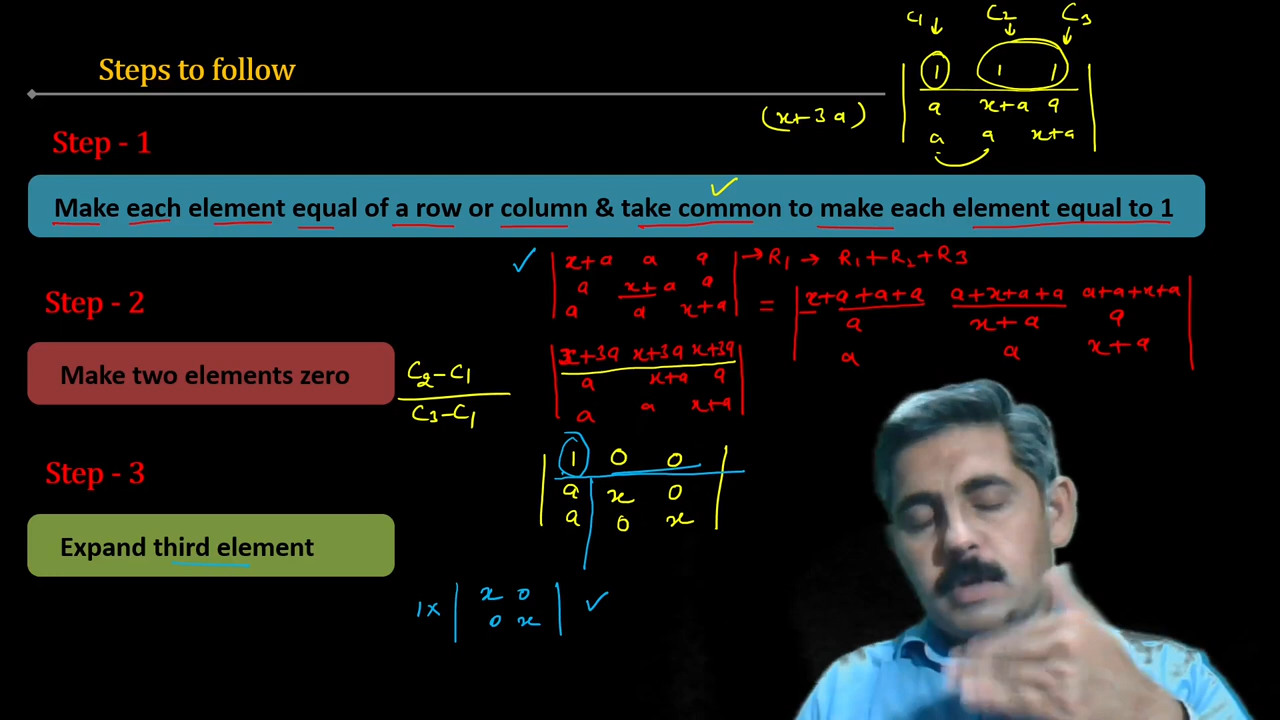 Steps to follow
Step - 1
Make each element equal of a row or column & take common to make each element equal to 1
Step - 2
Make two elements zero
Step - 3
Expand third element
C1 C2 C3
(x+3a)
1 1 1
a x+a a
a a x+a
x+a a a → R1 → R1+R2+R3
a x+a a
a a x+a
= x+a+a+a a+x+a+a a+a+x+a
a x+a a
a a x+a
x+3a x+3a x+3a
a x+a a
a a x+a
C2-C1
C3-C1
1 0 0
a x 0
a 0 x
1x x 0
0 x